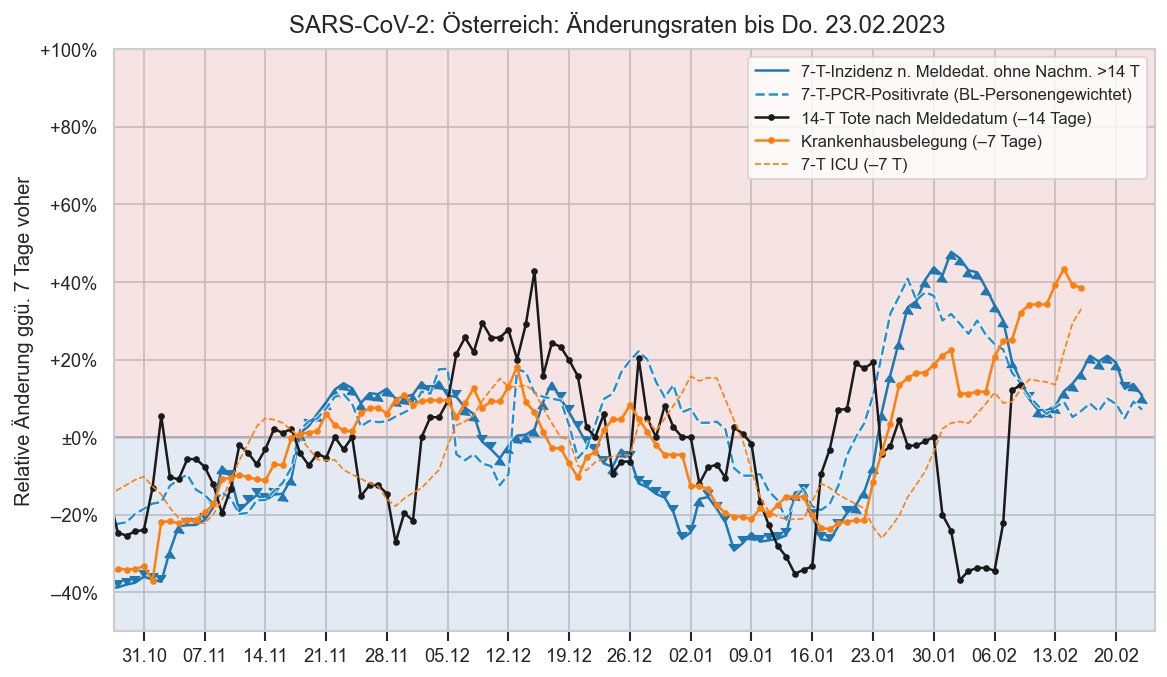 SARS-CoV-2: Österreich: Änderungsraten bis Do. 23.02.2023
Relative Änderung ggü. 7 Tage voher
+100%
+80%
+60%
+40%
+20%
±0%
–20%
–40%
7-T-Inzidenz n. Meldedat. ohne Nachm. >14 T
7-T-PCR-Positivrate (BL-Personengewichtet)
14-T Tote nach Meldedatum (–14 Tage)
Krankenhausbelegung (–7 Tage)
7-T ICU (–7 T)
31.10 07.11 14.11 21.11 28.11 05.12 12.12 19.12 26.12 02.01 09.01 16.01 23.01 30.01 06.02 13.02 20.02